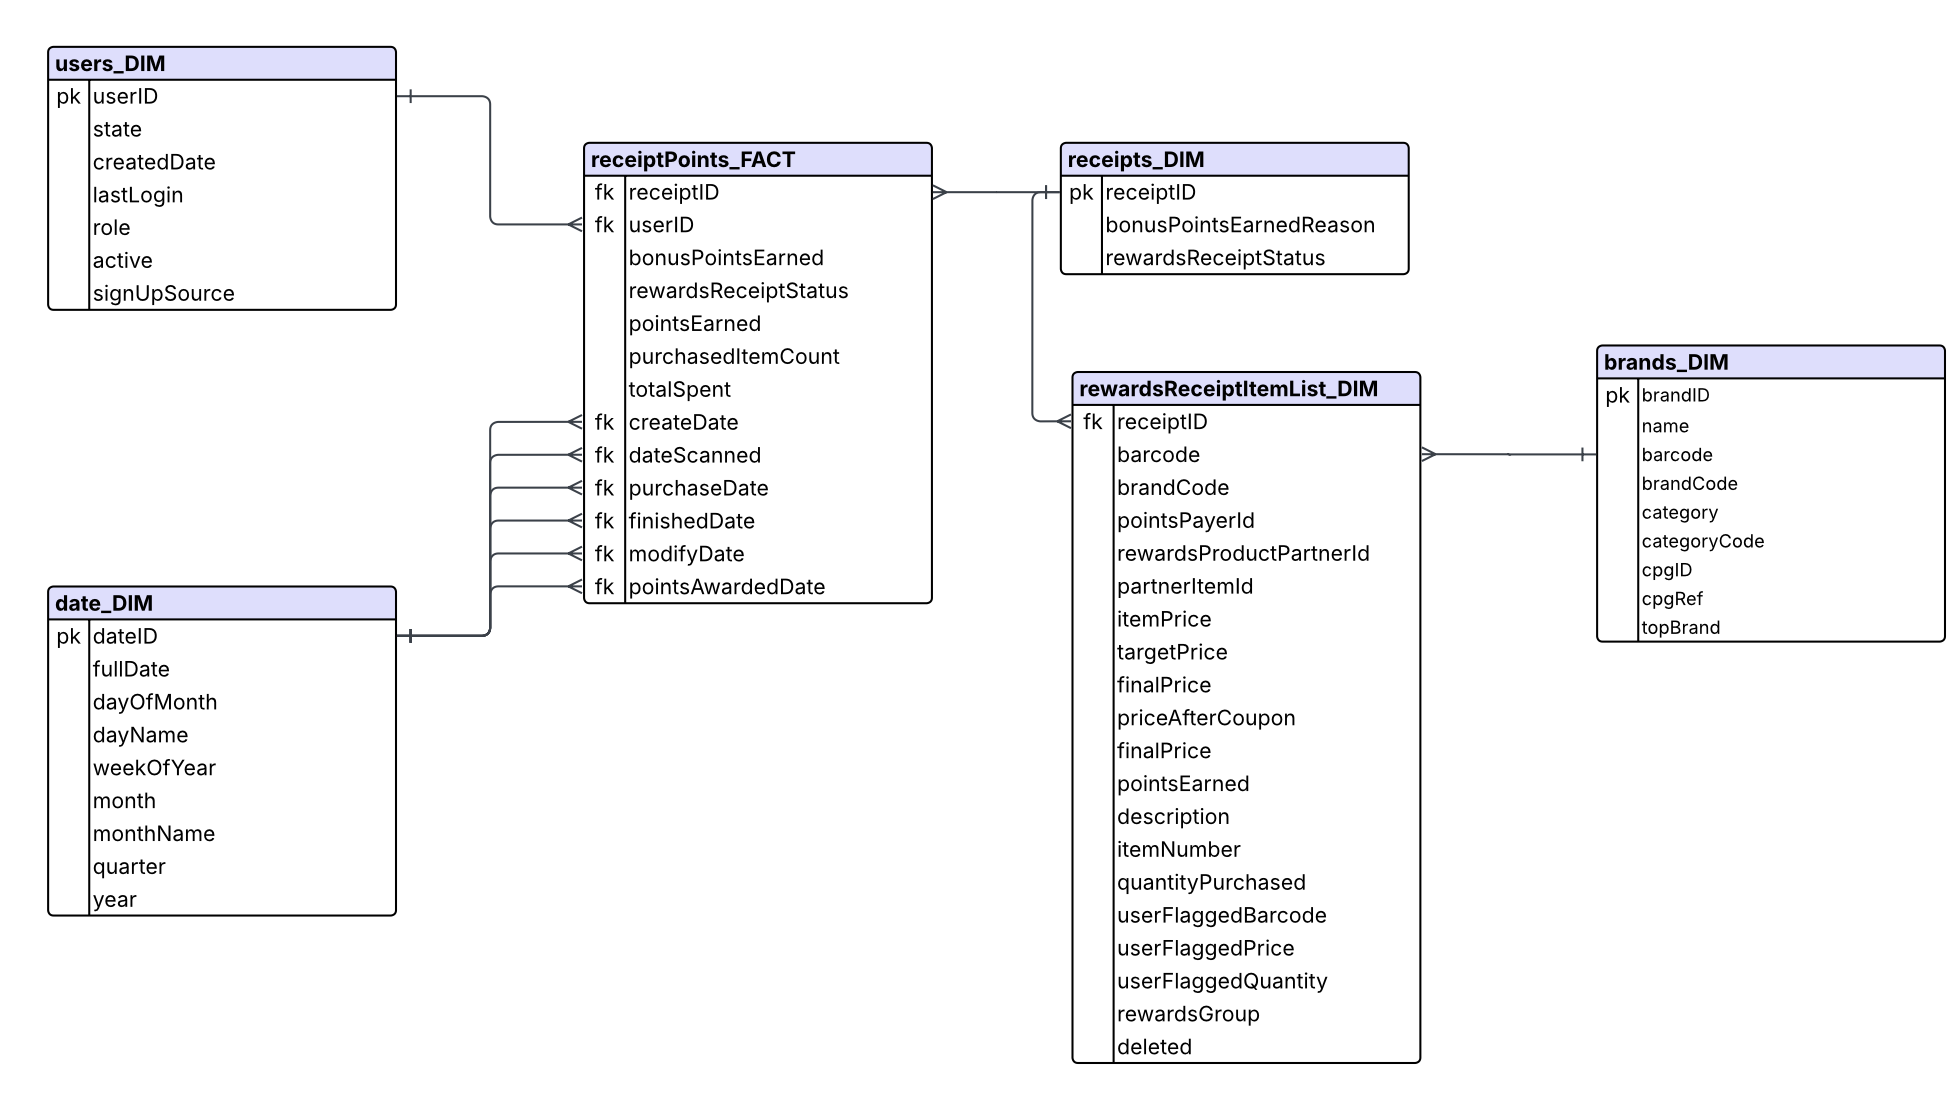 users_DIM
pk userID
state
createdDate
lastLogin
role
active
signUpSource
receiptPoints_FACT
fk receiptID
fk userID
bonusPointsEarned
rewardsReceiptStatus
pointsEarned
purchasedItemCount
totalSpent
fk createDate
fk dateScanned
fk purchaseDate
fk finishedDate
fk modifyDate
fk pointsAwardedDate
receipts_DIM
pk receiptID
bonusPointsEarnedReason
rewardsReceiptStatus
rewardsReceiptItemList_DIM
fk receiptID
barcode
brandCode
pointsPayerId
rewardsProductPartnerId
partnerItemId
itemPrice
targetPrice
finalPrice
priceAfterCoupon
finalPrice
pointsEarned
description
itemNumber
quantityPurchased
userFlaggedBarcode
userFlaggedPrice
userFlaggedQuantity
rewardsGroup
deleted
brands_DIM
pk brandID
name
barcode
brandCode
category
categoryCode
cpgID
cpgRef
topBrand
date_DIM
pk dateID
fullDate
dayOfMonth
dayName
weekOfYear
month
monthName
quarter
year